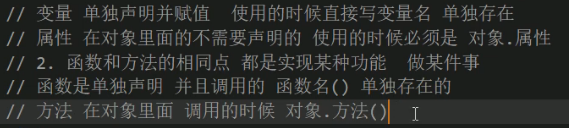 // 变量 单独声明并赋值  使用的时候直接写变量名 单独存在
// 属性 在对象里面的不需要声明的 使用的时候必须是 对象.属性
// 2. 函数和方法的相同点 都是实现某种功能  做某件事
// 函数是单独声明 并且调用的 函数名() 单独存在的
// 方法 在对象里面 调用的时候 对象.方法()